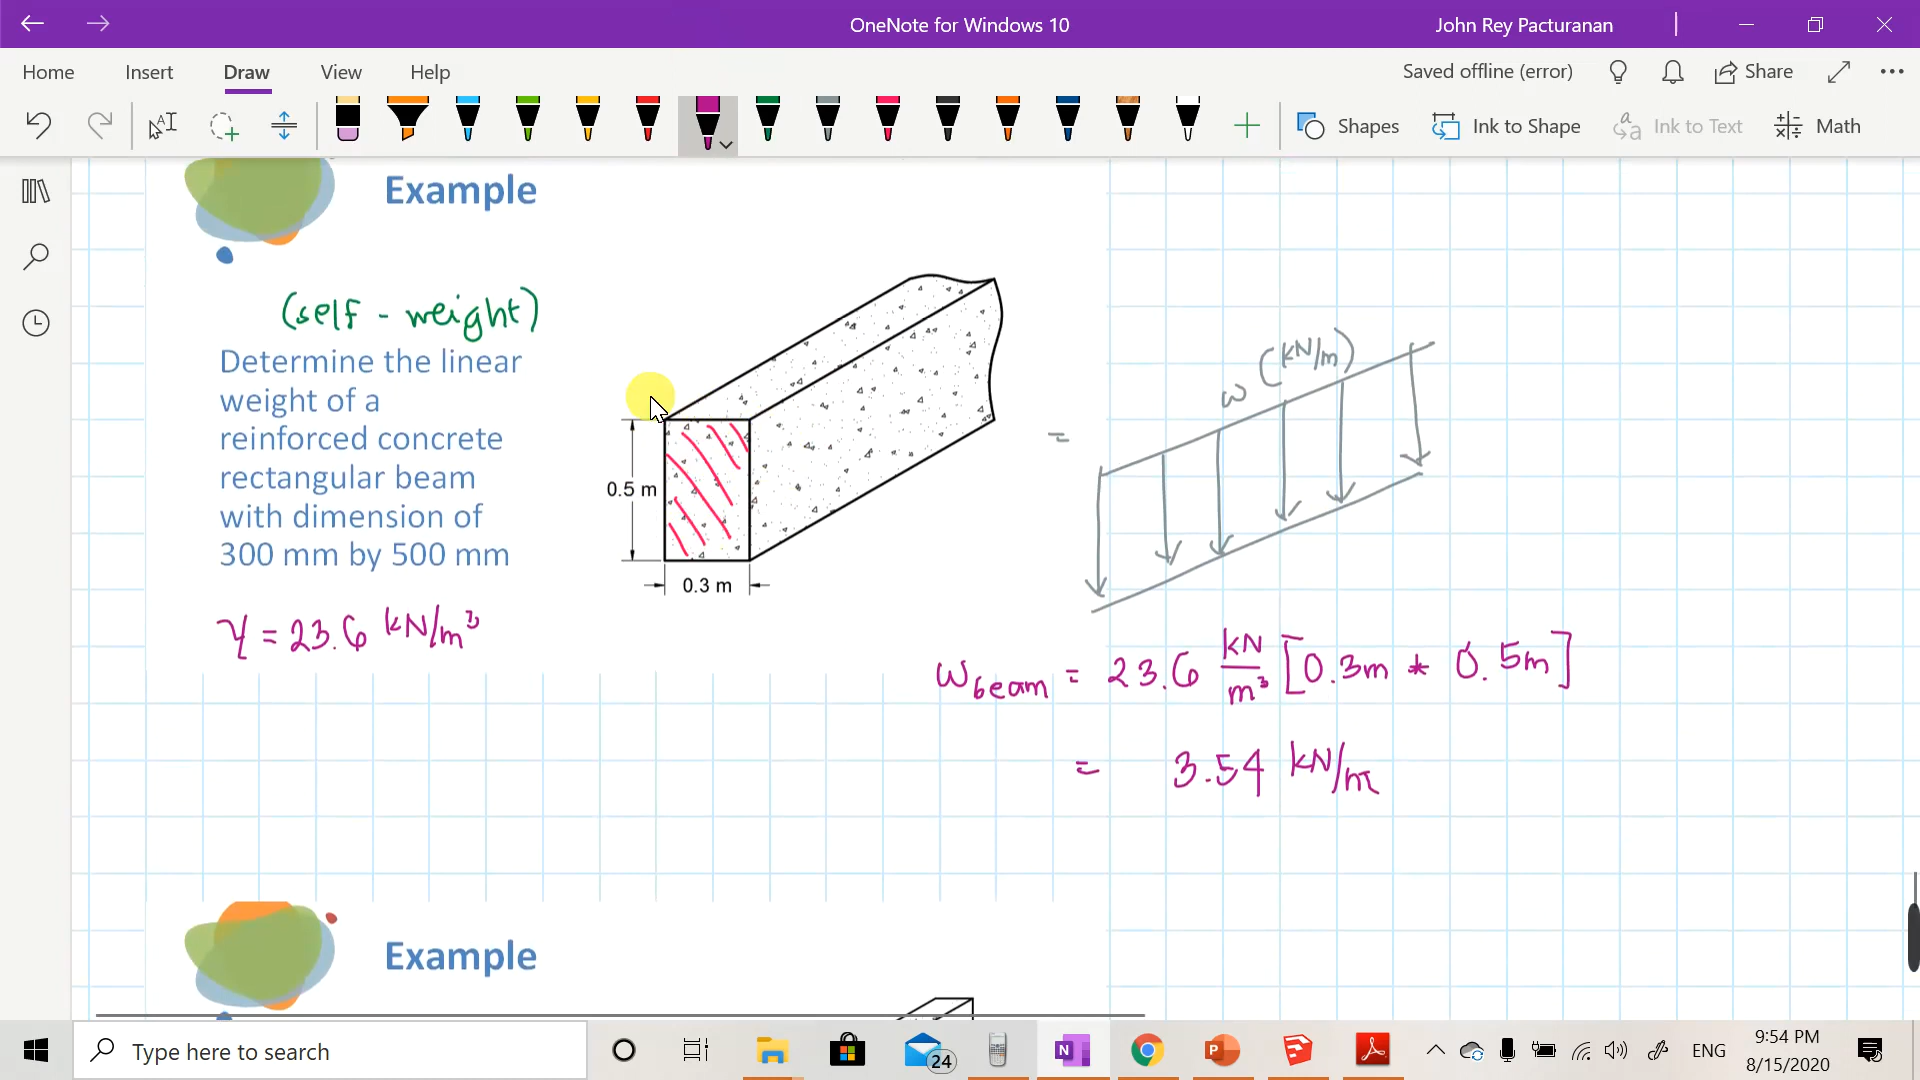 OneNote for Windows 10
John Rey Pacturanan
Home Insert Draw View Help
Saved offline (error)
Share
Shapes
Ink to Shape
Ink to Text
Math
Example
(self - weight)
Determine the linear
weight of a
reinforced concrete
rectangular beam
with dimension of
300 mm by 500 mm
γ = 23.6 kN/m³
0.5 m
0.3 m
=
ω (kN/m)
ω beam = 23.6 kN/m³ [0.3m * 0.5m]
= 3.54 kN/m
Example
Type here to search
24
ENG
9:54 PM
8/15/2020